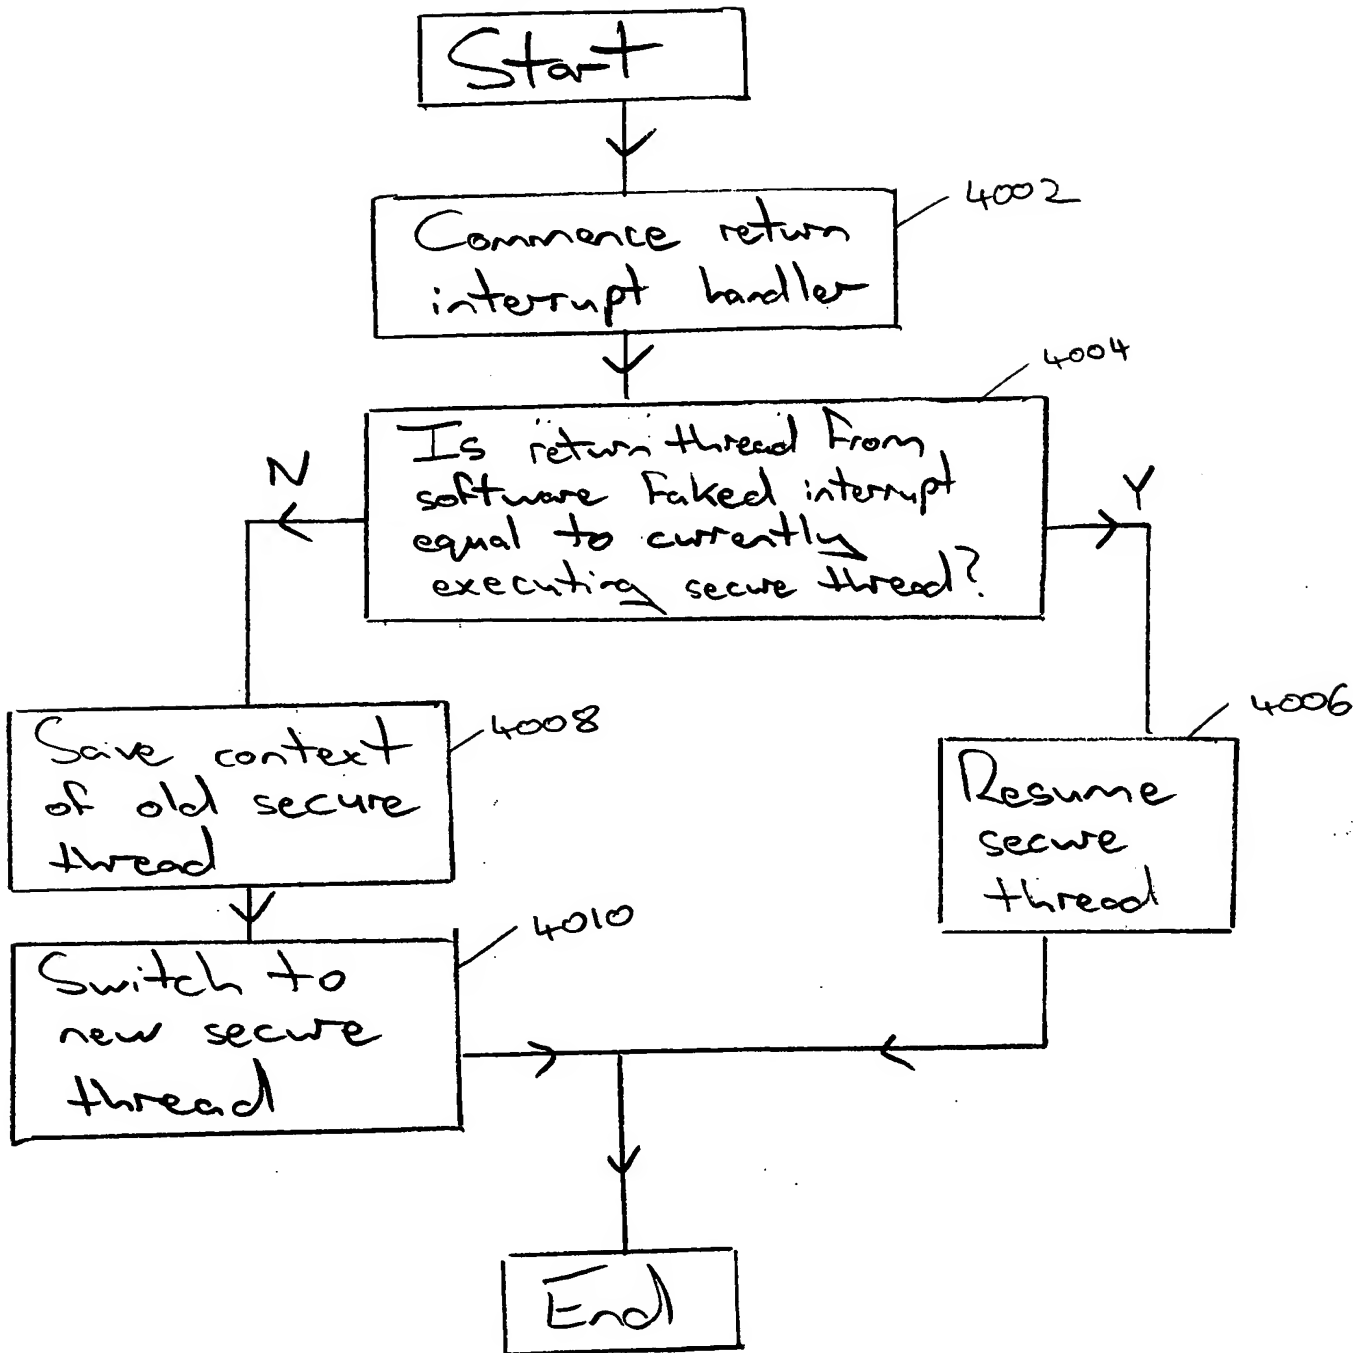 Start
4002
Commence return
interrupt handler
4004
Is return thread from
software faked interrupt
equal to currently
executing secure thread?
N
Y
4008
Save context
of old secure
thread
4006
Resume
secure
thread
4010
Switch to
new secure
thread
End